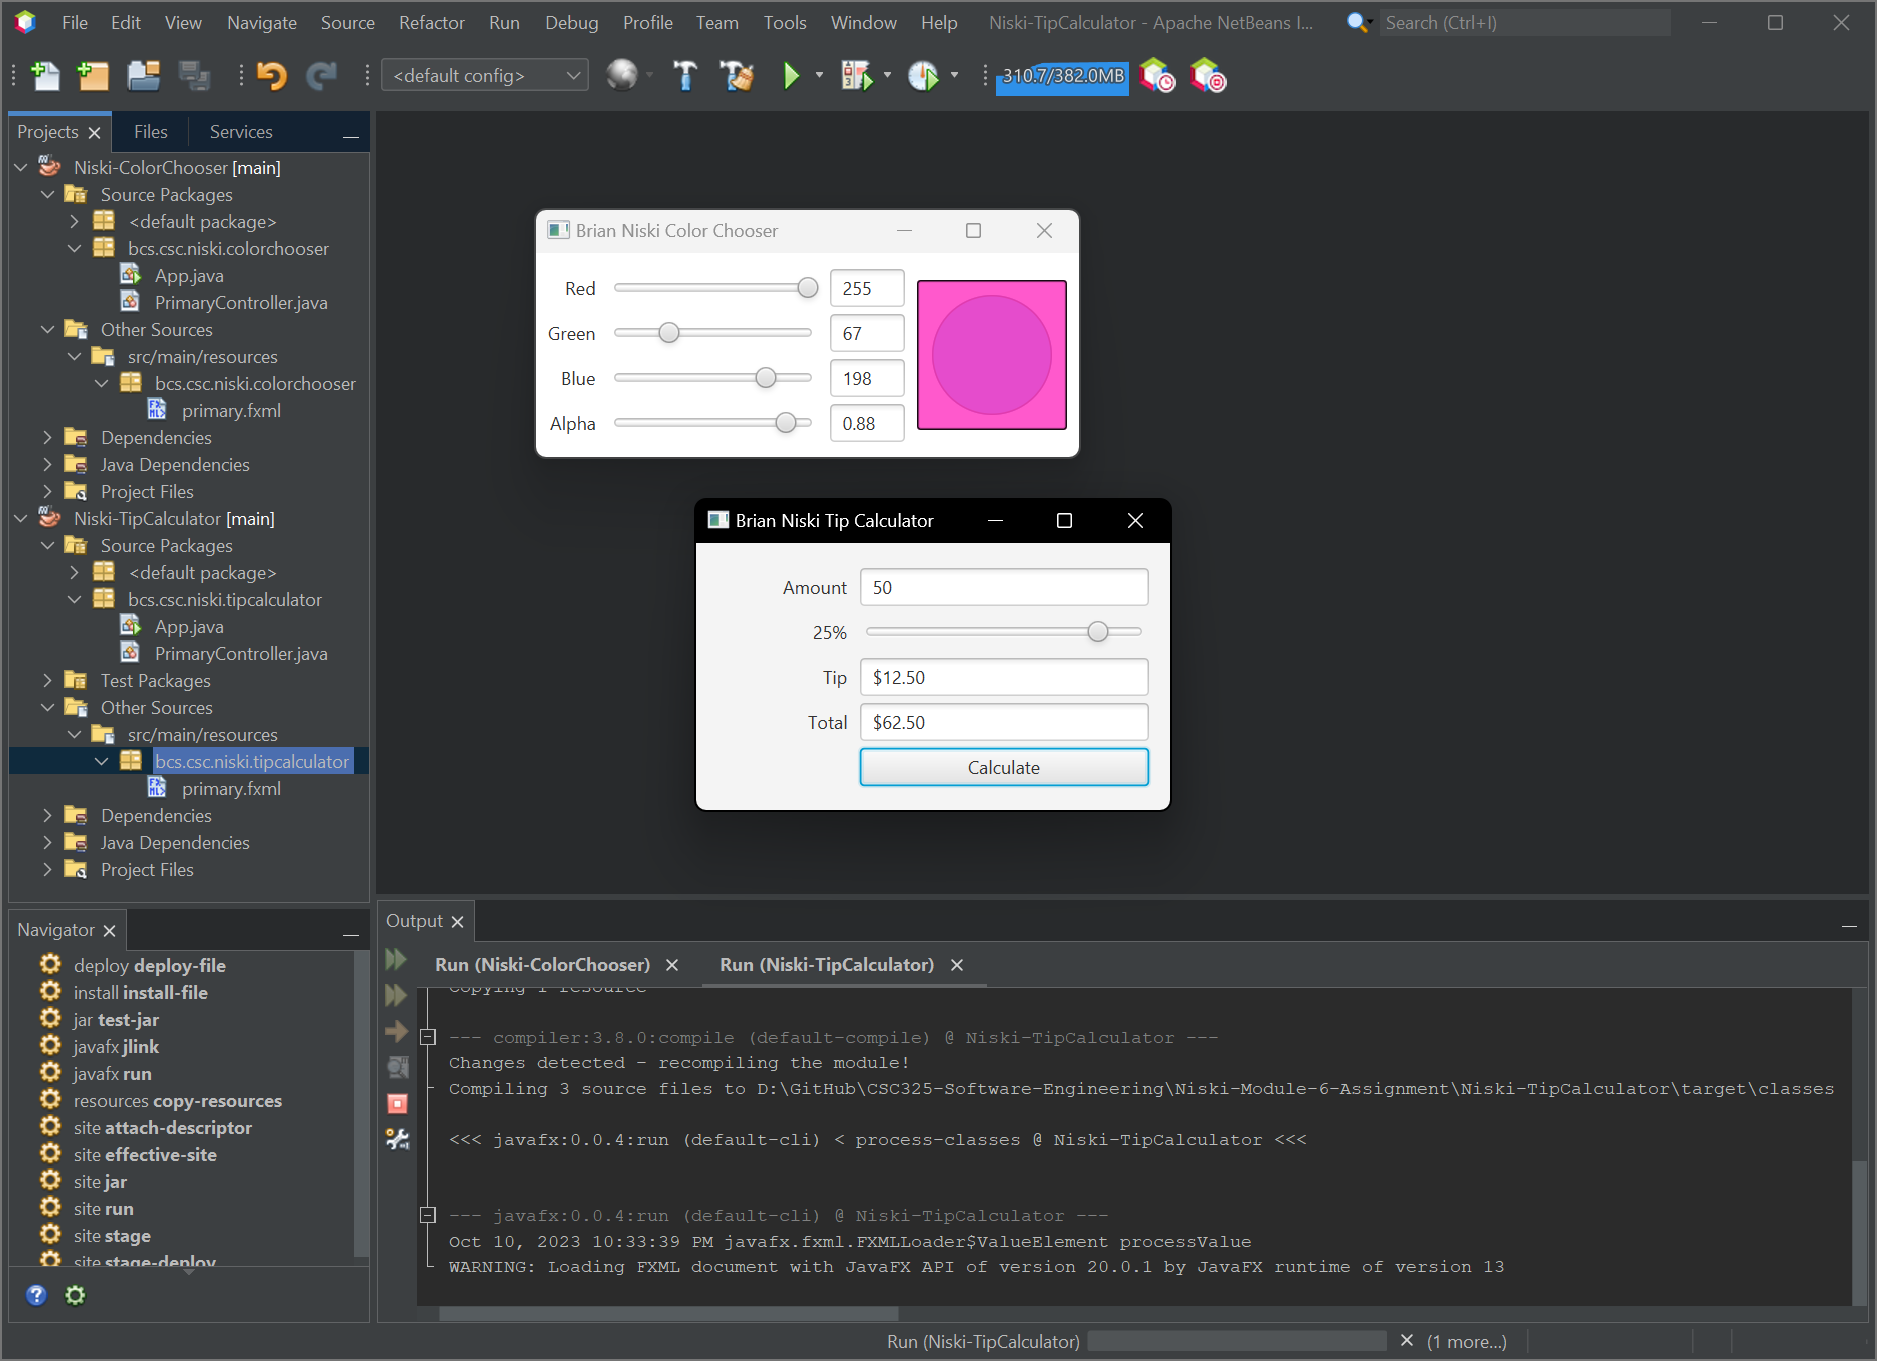 File Edit View Navigate Source Refactor Run Debug Profile Team Tools Window Help Niski-TipCalculator - Apache NetBeans I... Search (Ctrl+I)
<default config> 310.7/382.0MB
Projects Files Services
Niski-ColorChooser [main]
Source Packages
<default package>
bcs.csc.niski.colorchooser
App.java
PrimaryController.java
Other Sources
src/main/resources
bcs.csc.niski.colorchooser
primary.fxml
Dependencies
Java Dependencies
Project Files
Niski-TipCalculator [main]
Source Packages
<default package>
bcs.csc.niski.tipcalculator
App.java
PrimaryController.java
Test Packages
Other Sources
src/main/resources
bcs.csc.niski.tipcalculator
primary.fxml
Dependencies
Java Dependencies
Project Files
Brian Niski Color Chooser
Red 255
Green 67
Blue 198
Alpha 0.88
Brian Niski Tip Calculator
Amount 50
25%
Tip $12.50
Total $62.50
Calculate
Navigator
deploy deploy-file
install install-file
jar test-jar
javafx jlink
javafx run
resources copy-resources
site attach-descriptor
site effective-site
site jar
site run
site stage
site stage-deploy
Output
Run (Niski-ColorChooser) Run (Niski-TipCalculator)
Copying 1 resource
--- compiler:3.8.0:compile (default-compile) @ Niski-TipCalculator ---
Changes detected - recompiling the module!
Compiling 3 source files to D:\GitHub\CSC325-Software-Engineering\Niski-Module-6-Assignment\Niski-TipCalculator\target\classes
<<< javafx:0.0.4:run (default-cli) < process-classes @ Niski-TipCalculator <<<
--- javafx:0.0.4:run (default-cli) @ Niski-TipCalculator ---
Oct 10, 2023 10:33:39 PM javafx.fxml.FXMLLoader$ValueElement processValue
WARNING: Loading FXML document with JavaFX API of version 20.0.1 by JavaFX runtime of version 13
Run (Niski-TipCalculator) (1 more...)